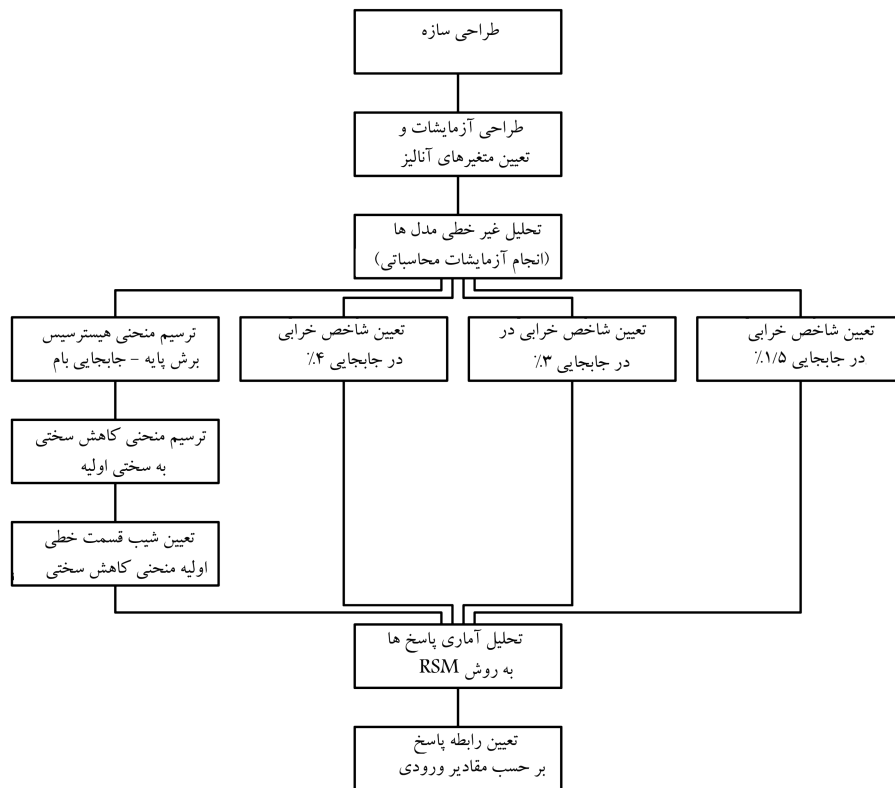 طراحی سازه
طراحی آزمایشات و
تعیین متغیرهای آنالیز
تحلیل غیر خطی مدل ها
(انجام آزمایشات محاسباتی)
تعیین شاخص خرابی
در جابجایی ۱/۵٪
تعیین شاخص خرابی در
در جابجایی ۳٪
تعیین شاخص خرابی
در جابجایی ۴٪
ترسیم منحنی هیسترسیس
برش پایه - جابجایی بام
ترسیم منحنی کاهش سختی
به سختی اولیه
تعیین شیب قسمت خطی
اولیه منحنی کاهش سختی
تحلیل آماری پاسخ ها
به روش RSM
تعیین رابطه پاسخ
بر حسب مقادیر ورودی